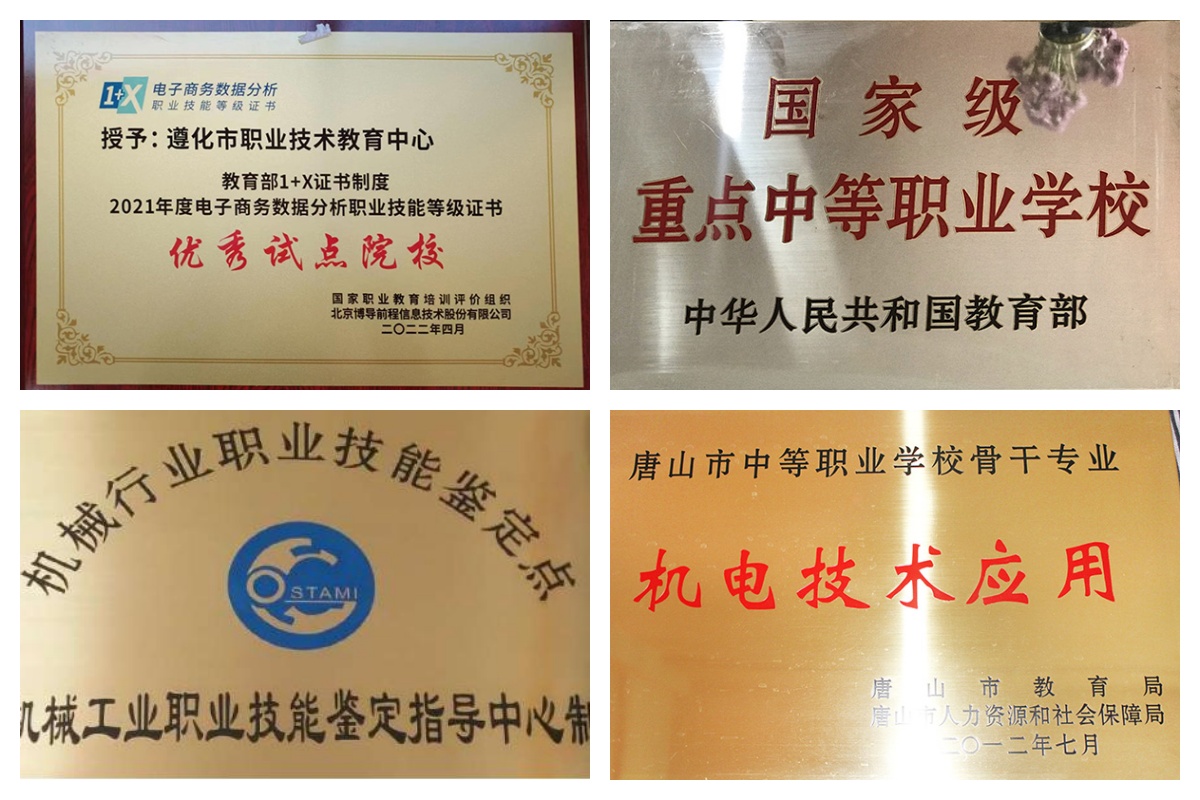 1+X 电子商务数据分析
职业技能等级证书
授予：遵化市职业技术教育中心
教育部1+X证书制度
2021年度电子商务数据分析职业技能等级证书
优秀试点院校
国家职业教育培训评价组织
北京博导前程信息技术股份有限公司
二〇二二年四月
国家级
重点中等职业学校
中华人民共和国教育部
机械行业职业技能鉴定点
OSTAMI
机械工业职业技能鉴定指导中心制
唐山市中等职业学校骨干专业
机电技术应用
唐山市教育局
唐山市人力资源和社会保障局
二〇一二年七月